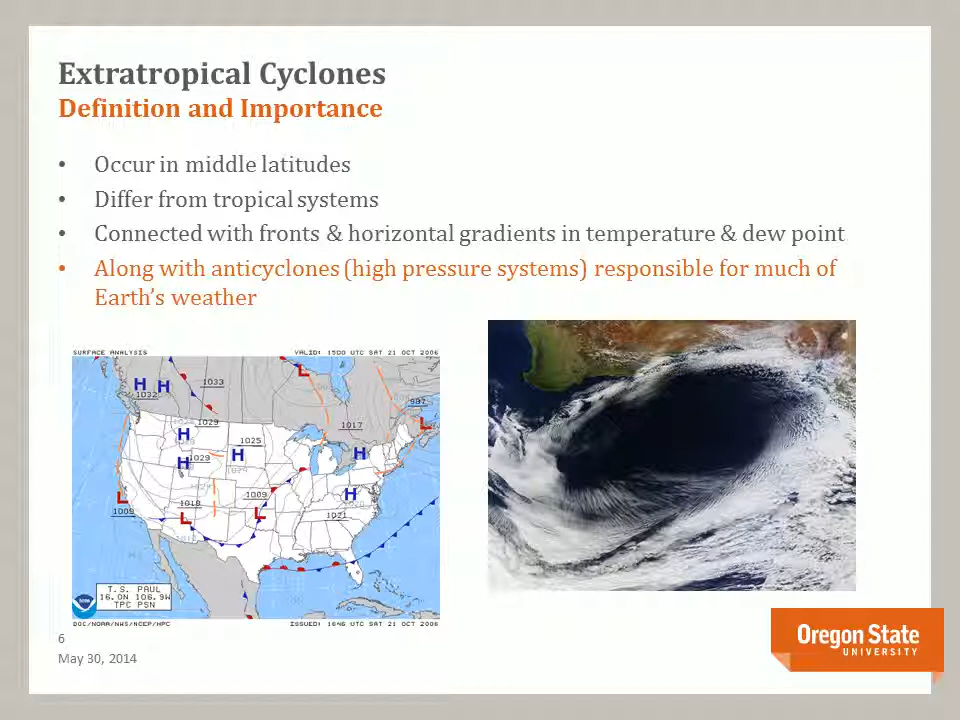 Extratropical Cyclones
Definition and Importance
• Occur in middle latitudes
• Differ from tropical systems
• Connected with fronts & horizontal gradients in temperature & dew point
• Along with anticyclones (high pressure systems) responsible for much of
Earth's weather
SURFACE ANALYSIS VALID: 1500 UTC SAT 21 OCT 2006
L
H H 1033
1032
987
1029 1017 L
H 1025
H 1029 H H
L 1009 H
1009 1018 L L 1021
T.S. PAUL
16.0N 106.9W
TPC PSN
DOC/NOAA/NWS/NCEP/HPC ISSUED: 1646 UTC SAT 21 OCT 2006
6
May 30, 2014
Oregon State
UNIVERSITY